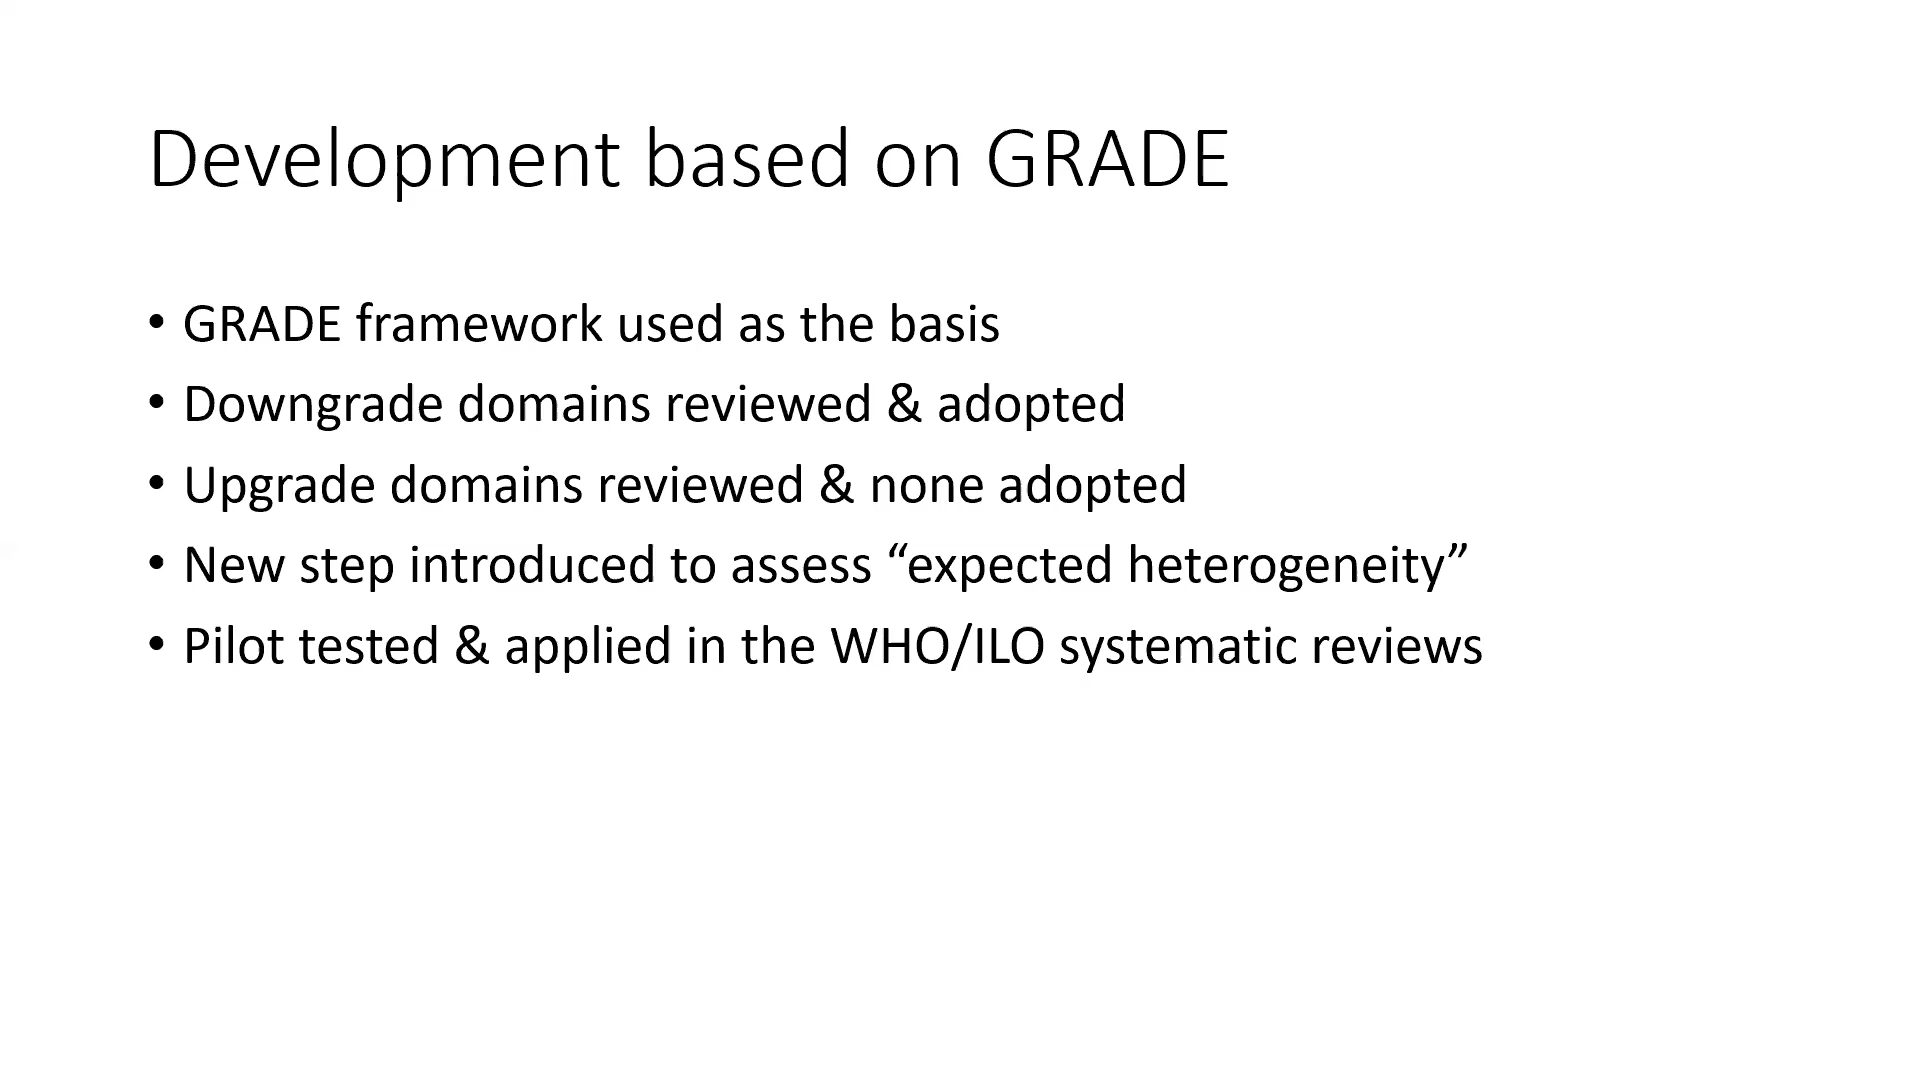 Development based on GRADE
• GRADE framework used as the basis
• Downgrade domains reviewed & adopted
• Upgrade domains reviewed & none adopted
• New step introduced to assess “expected heterogeneity”
• Pilot tested & applied in the WHO/ILO systematic reviews